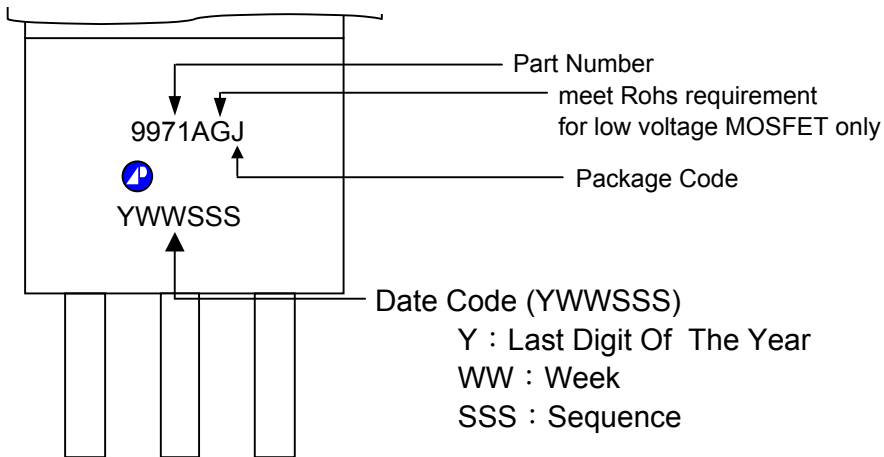 Part Number
meet Rohs requirement
for low voltage MOSFET only
9971AGJ
Package Code
YWWSSS
Date Code (YWWSSS)
Y：Last Digit Of The Year
WW：Week
SSS：Sequence